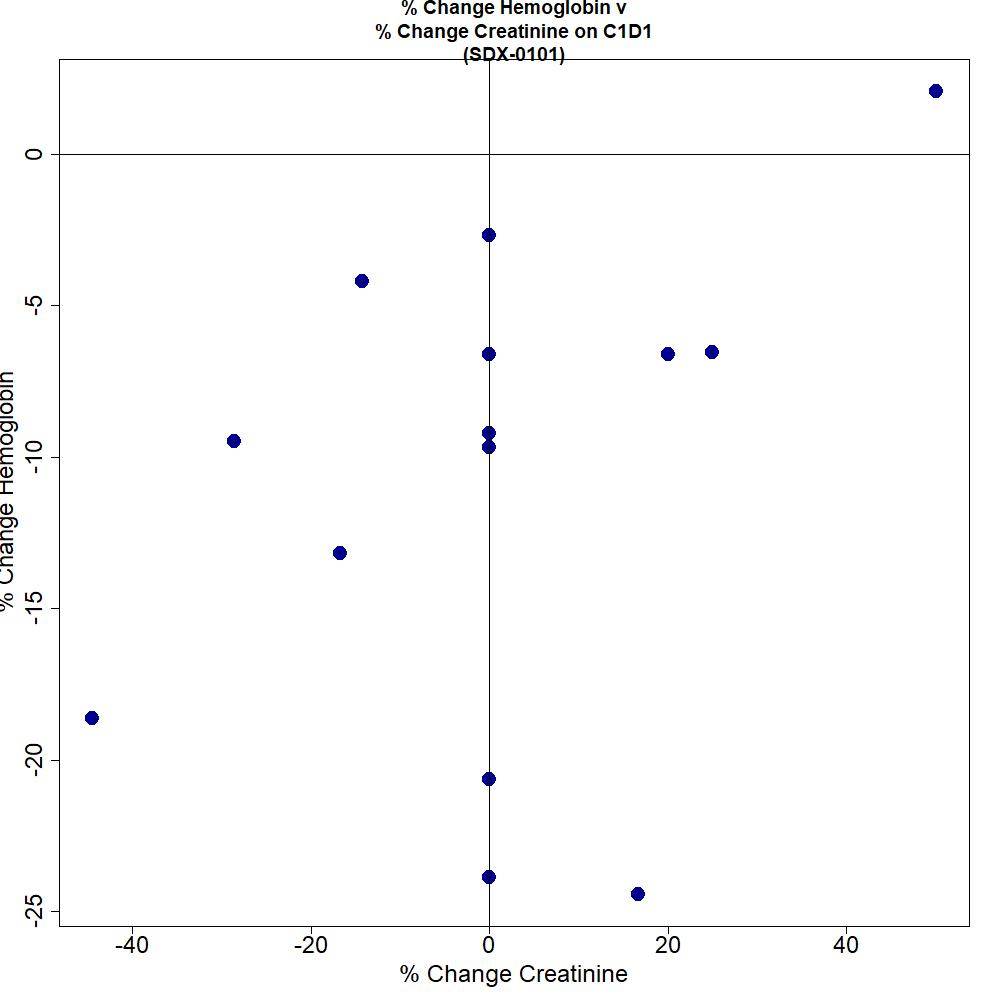 % Change Hemoglobin v
% Change Creatinine on C1D1
(SDX-0101)
% Change Hemoglobin
0
-5
-10
-15
-20
-25
-40
-20
0
20
40
% Change Creatinine